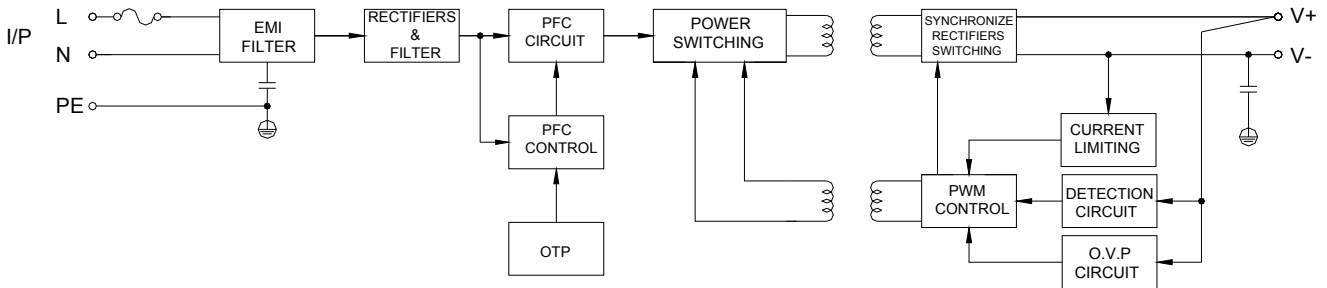 I/P
L
N
PE
EMI
FILTER
RECTIFIERS
&
FILTER
PFC
CIRCUIT
POWER
SWITCHING
SYNCHRONIZE
RECTIFIERS
SWITCHING
V+
V-
PFC
CONTROL
CURRENT
LIMITING
PWM
CONTROL
DETECTION
CIRCUIT
OTP
O.V.P
CIRCUIT